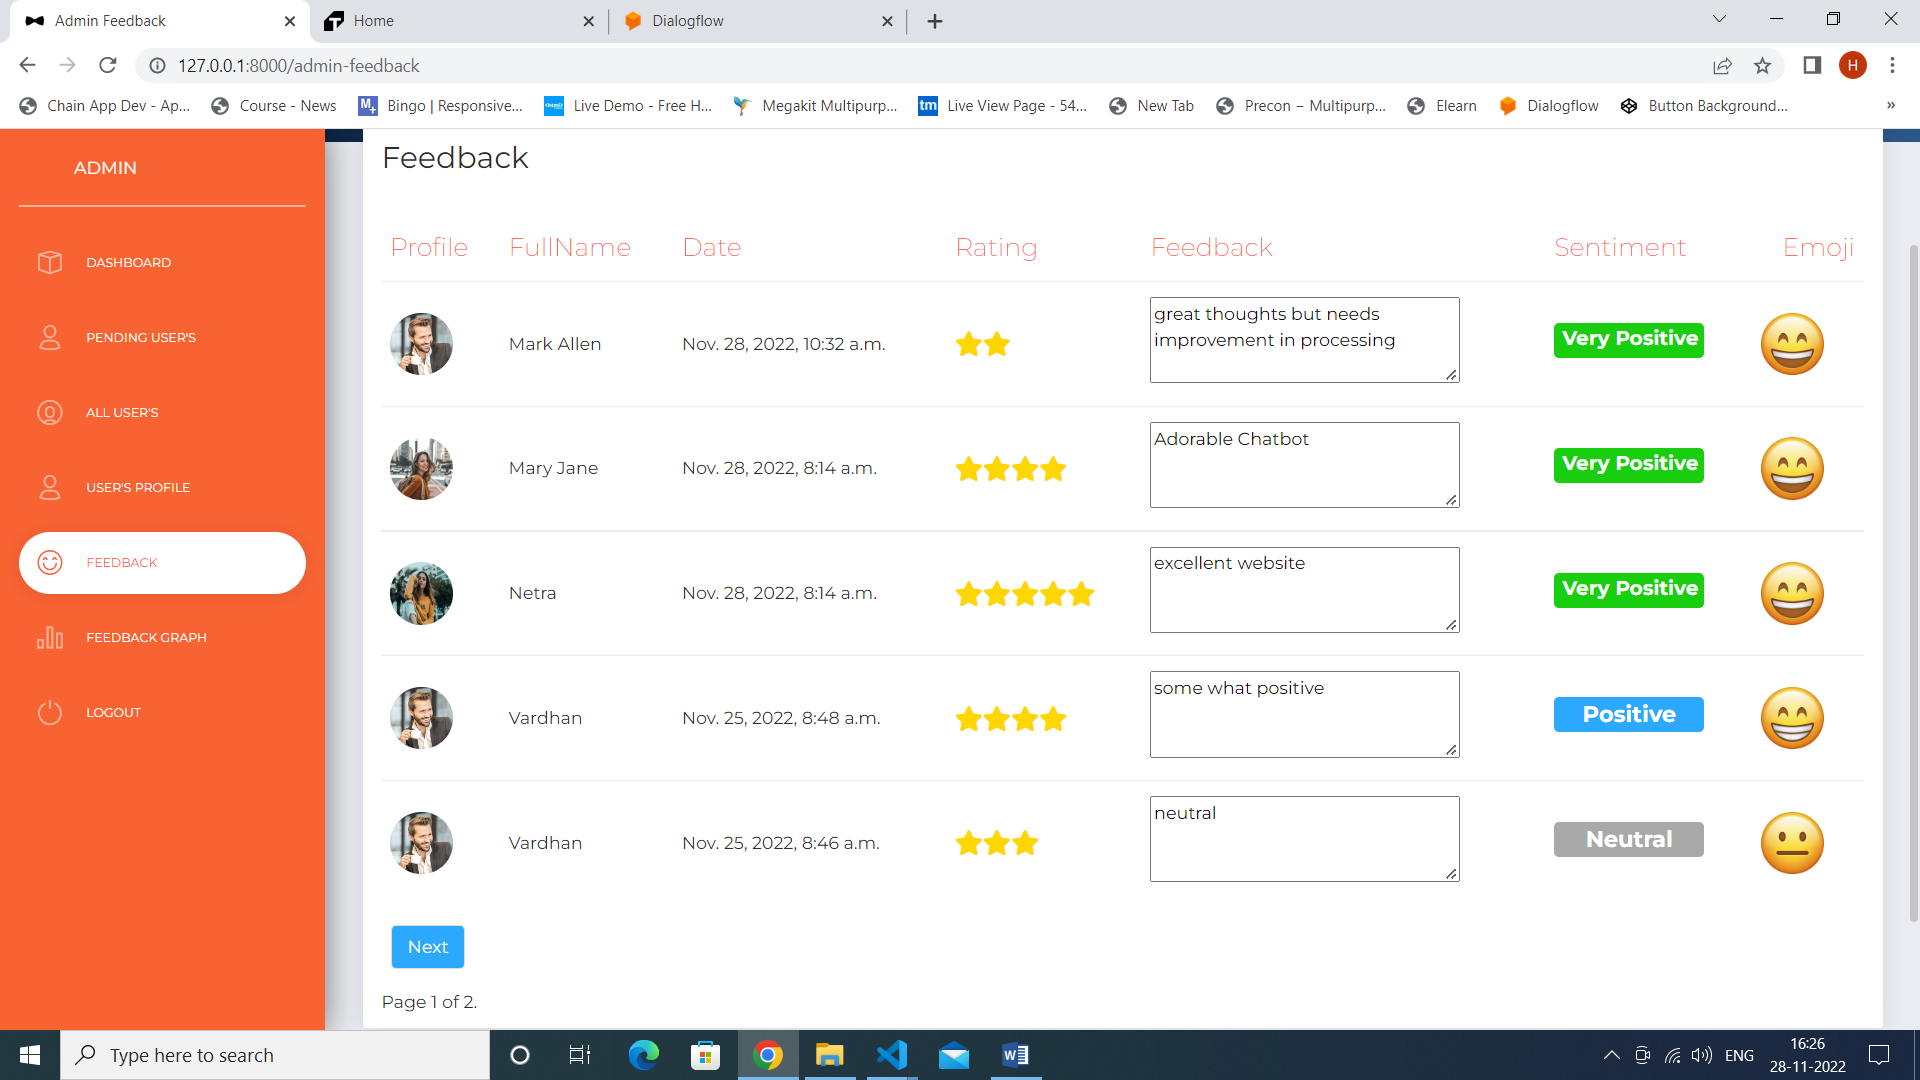 Admin Feedback
Home
Dialogflow
127.0.0.1:8000/admin-feedback
H
Chain App Dev - Ap...
Course - News
Bingo | Responsive...
Live Demo - Free H...
Megakit Multipurp...
tm
Live View Page - 54...
New Tab
Precon – Multipurp...
Elearn
Dialogflow
Button Background...
»
ADMIN
DASHBOARD
PENDING USER'S
ALL USER'S
USER'S PROFILE
FEEDBACK
FEEDBACK GRAPH
LOGOUT
Feedback
Profile FullName Date Rating Feedback Sentiment Emoji
Mark Allen Nov. 28, 2022, 10:32 a.m. great thoughts but needs
improvement in processing
Very Positive
Mary Jane Nov. 28, 2022, 8:14 a.m. Adorable Chatbot Very Positive
Netra Nov. 28, 2022, 8:14 a.m. excellent website Very Positive
Vardhan Nov. 25, 2022, 8:48 a.m. some what positive Positive
Vardhan Nov. 25, 2022, 8:46 a.m. neutral Neutral
Next
Page 1 of 2.
Type here to search
ENG
16:26
28-11-2022